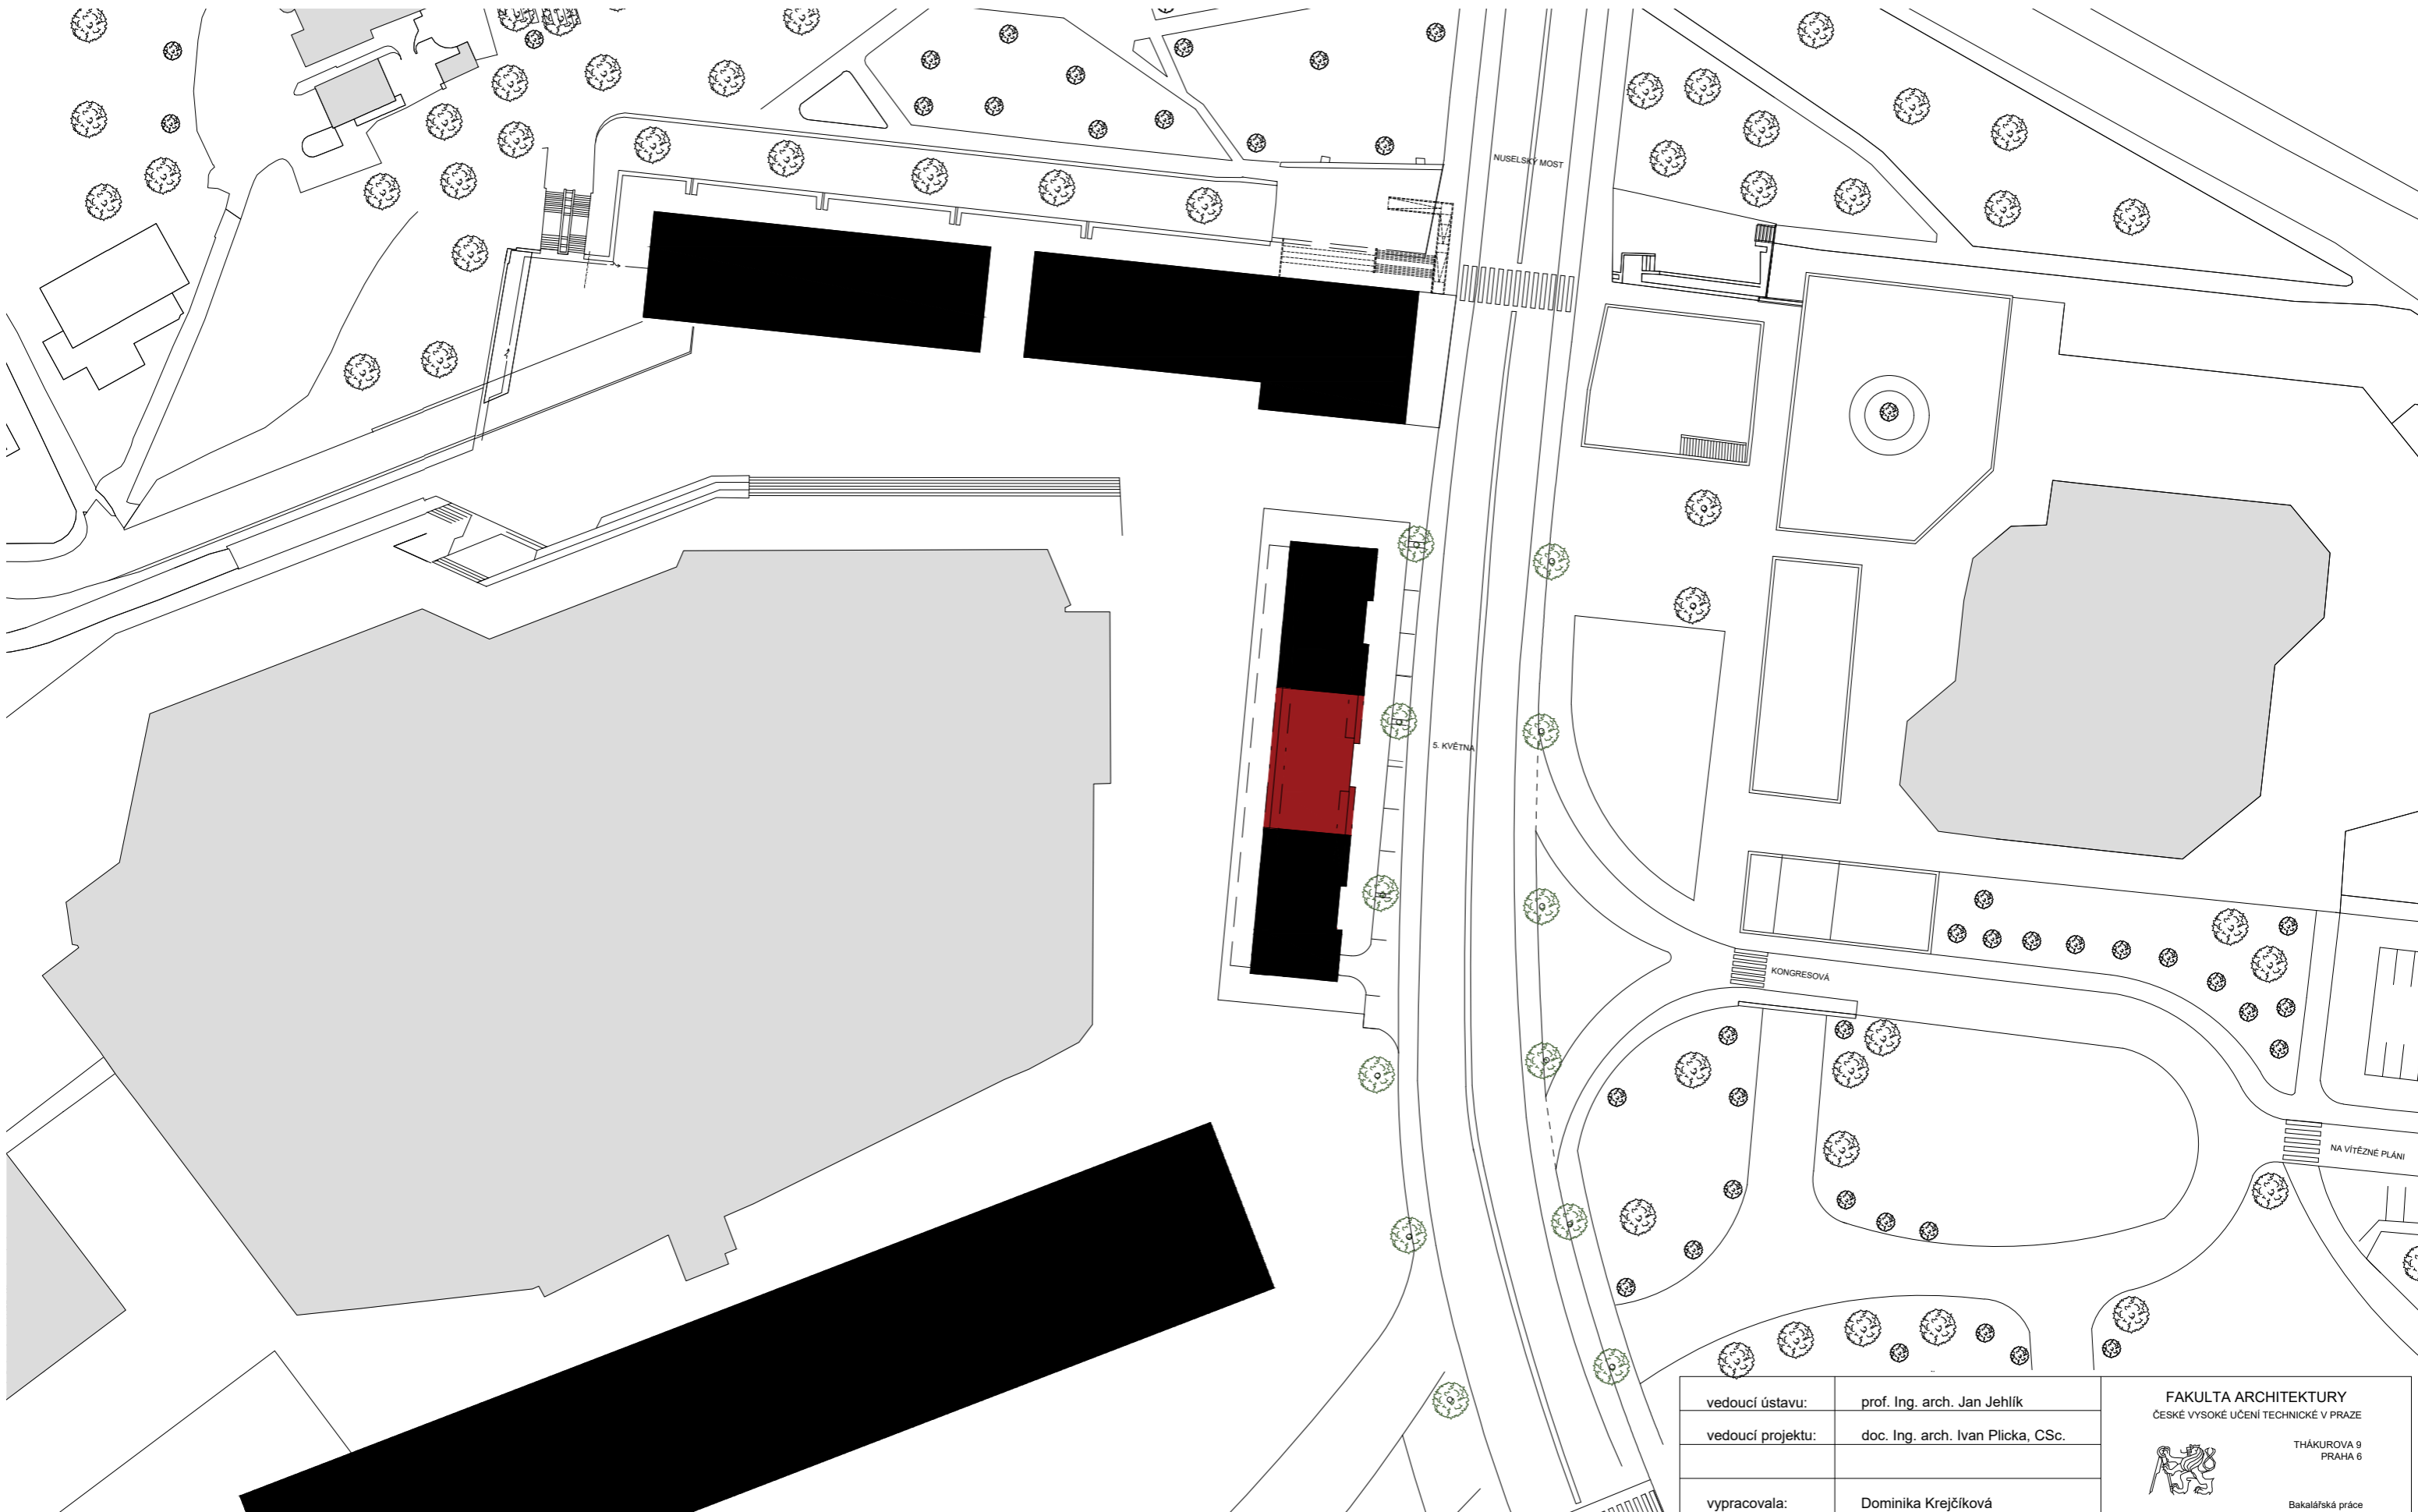 NUSELSKÝ MOST
5. KVĚTNA
KONGRESOVÁ
NA VÍTĚZNÉ PLÁNI
vedoucí ústavu: prof. Ing. arch. Jan Jehlík
vedoucí projektu: doc. Ing. arch. Ivan Plicka, CSc.
vypracovala: Dominika Krejčíková
FAKULTA ARCHITEKTURY
ČESKÉ VYSOKÉ UČENÍ TECHNICKÉ V PRAZE
THÁKUROVA 9
PRAHA 6
Bakalářská práce